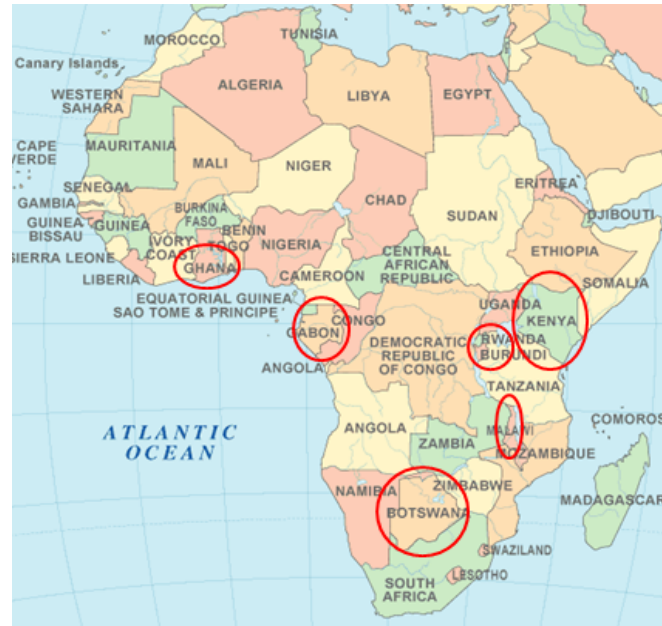 MOROCCO
TUNISIA
Canary Islands
ALGERIA
LIBYA
EGYPT
WESTERN
SAHARA
CAPE
VERDE
MAURITANIA
MALI
NIGER
CHAD
SUDAN
ERITREA
SENEGAL
GAMBIA
GUINEA
BISSAU
GUINEA
BURKINA
FASO
BENIN
TOGO
NIGERIA
DJIBOUTI
SIERRA LEONE
IVORY
COAST
GHANA
LIBERIA
CAMEROON
CENTRAL
AFRICAN
REPUBLIC
ETHIOPIA
SOMALIA
EQUATORIAL GUINEA
SAO TOME & PRINCIPE
GABON
CONGO
UGANDA
KENYA
DEMOCRATIC
REPUBLIC
OF CONGO
RWANDA
BURUNDI
ANGOLA
TANZANIA
ATLANTIC
OCEAN
ANGOLA
ZAMBIA
MALAWI
COMOROS
MOZAMBIQUE
NAMIBIA
ZIMBABWE
BOTSWANA
MADAGASCAR
SWAZILAND
LESOTHO
SOUTH
AFRICA